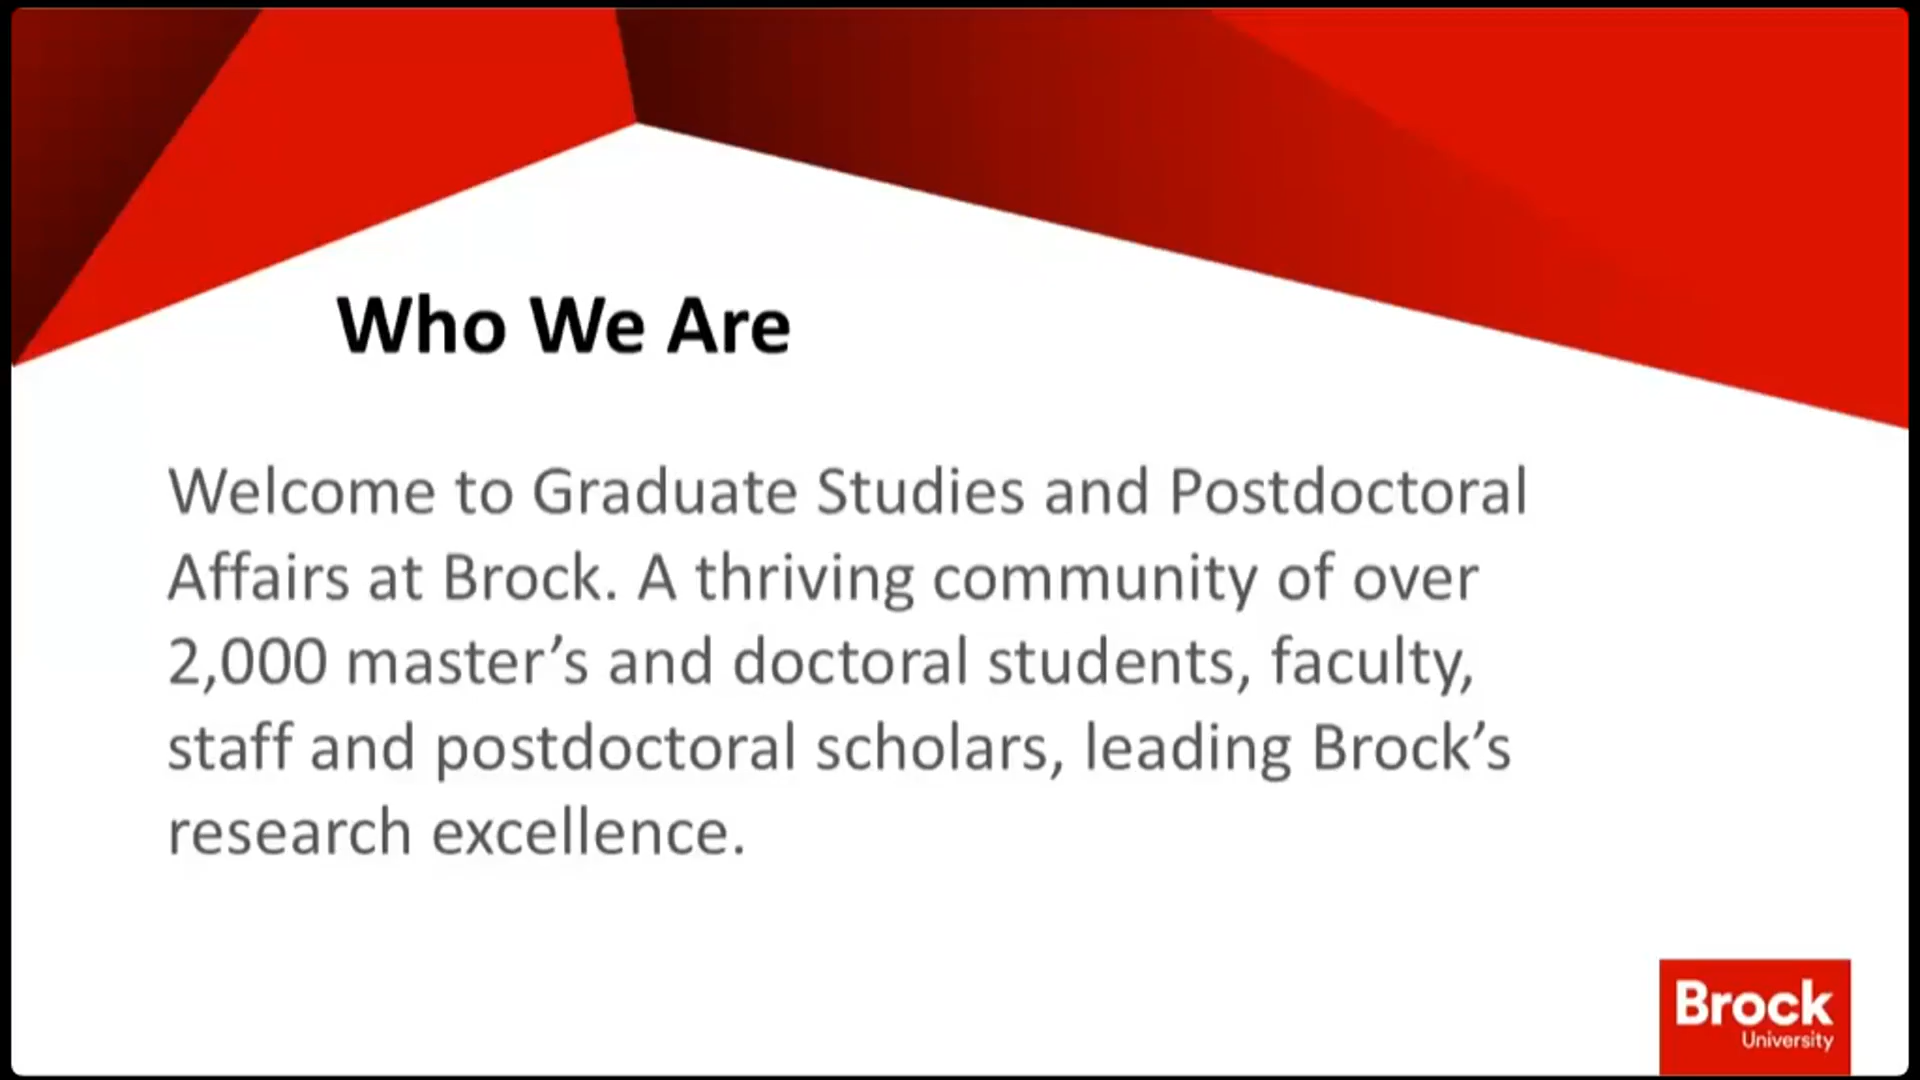 Who We Are
Welcome to Graduate Studies and Postdoctoral
Affairs at Brock. A thriving community of over
2,000 master’s and doctoral students, faculty,
staff and postdoctoral scholars, leading Brock’s
research excellence.
Brock
University